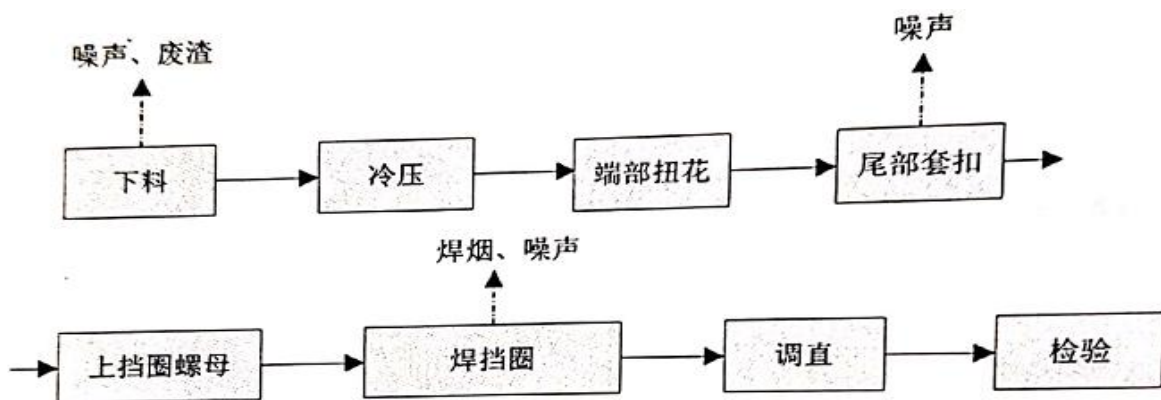 噪声、废渣
噪声
下料
冷压
端部扭花
尾部套扣
焊烟、噪声
上挡圈螺母
焊挡圈
调直
检验